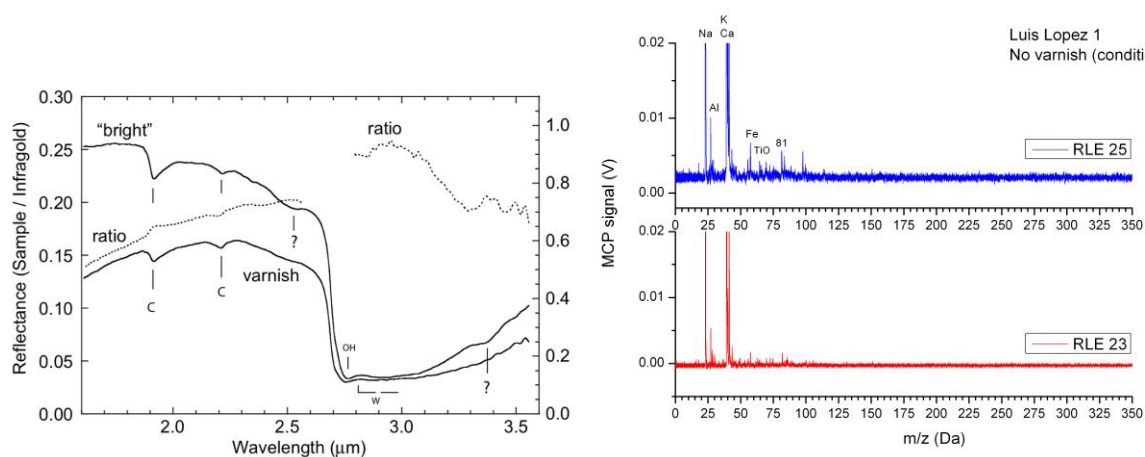 0.30
0.25
0.20
0.15
0.10
0.05
0.00
Reflectance (Sample / Infragold)
"bright"
ratio
ratio
varnish
C
C
?
OH
W
?
1.0
0.8
0.6
0.4
0.2
0.0
2.0 2.5 3.0 3.5
Wavelength (μm)
Luis Lopez 1
No varnish (conditi
K
Na Ca
Al
Fe
TiO 81
RLE 25
0.02
0.01
0.00
0 25 50 75 100 125 150 175 200 225 250 275 300 325 350
MCP signal (V)
RLE 23
0.02
0.01
0.00
0 25 50 75 100 125 150 175 200 225 250 275 300 325 350
m/z (Da)